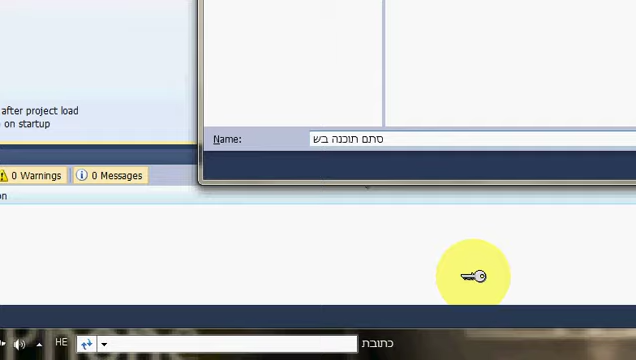 after project load
on startup
Name:
סתם תוכנה בש
0 Warnings
0 Messages
on
HE
כתובת